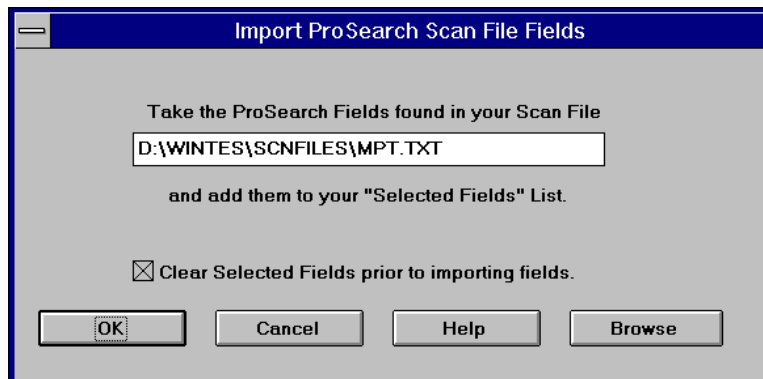 Import ProSearch Scan File Fields
Take the ProSearch Fields found in your Scan File
D:\WINTES\SCNFILES\MPT.TXT
and add them to your "Selected Fields" List.
Clear Selected Fields prior to importing fields.
OK Cancel Help Browse